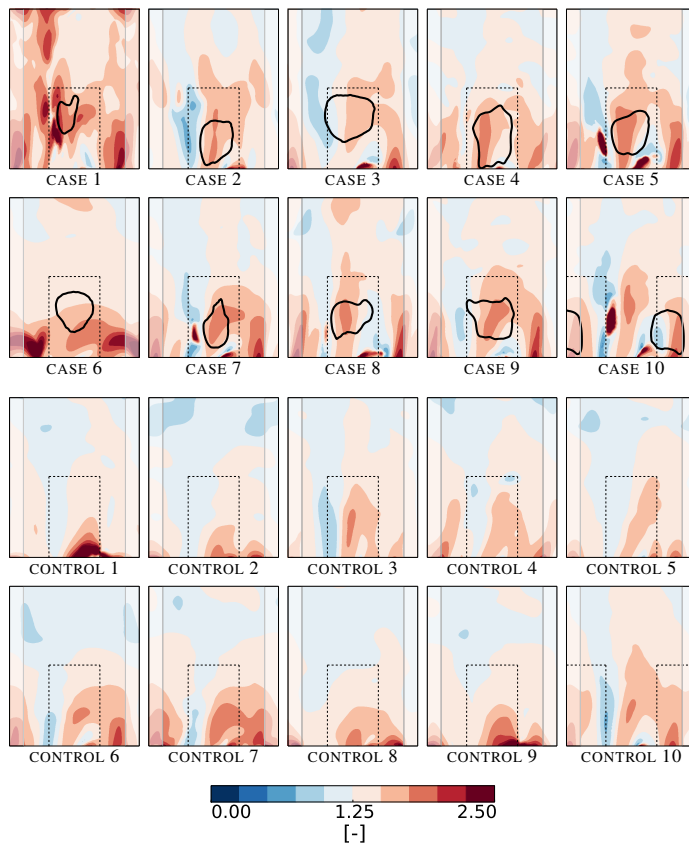 CASE 1 CASE 2 CASE 3 CASE 4 CASE 5
CASE 6 CASE 7 CASE 8 CASE 9 CASE 10
CONTROL 1 CONTROL 2 CONTROL 3 CONTROL 4 CONTROL 5
CONTROL 6 CONTROL 7 CONTROL 8 CONTROL 9 CONTROL 10
0.00 1.25 2.50
[-]